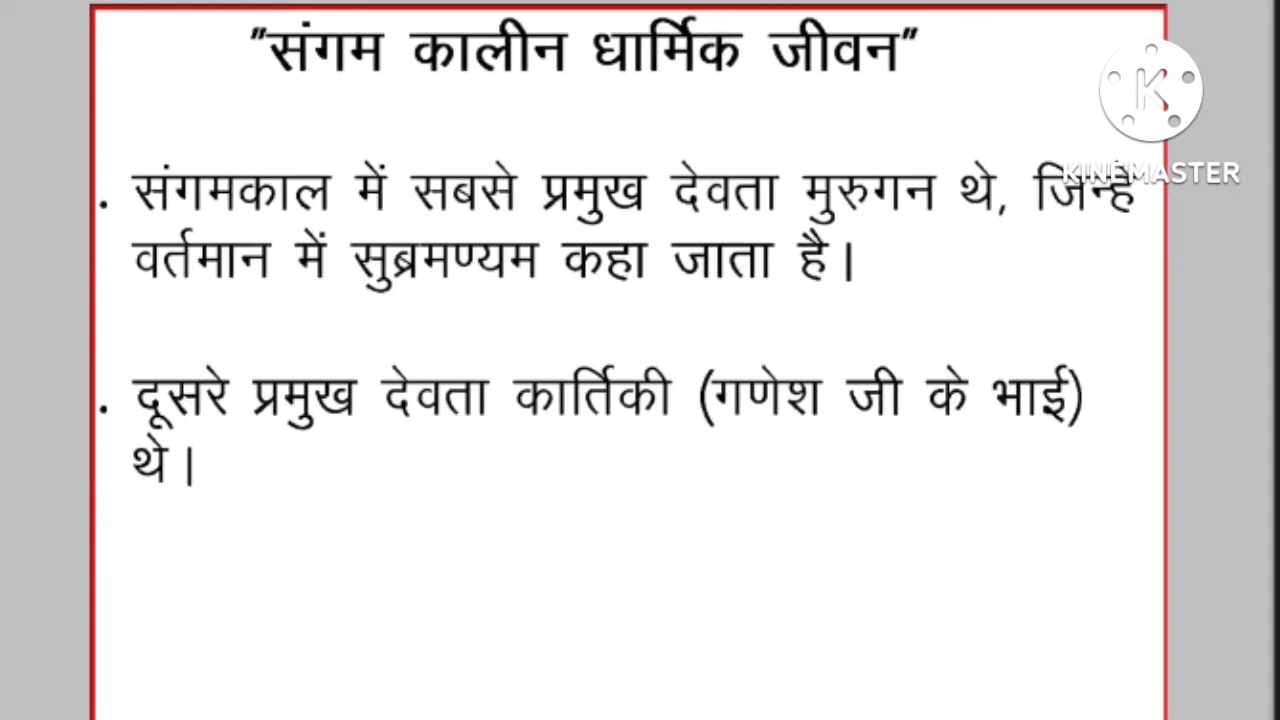 "संगम कालीन धार्मिक जीवन"
KINEMASTER
. संगमकाल में सबसे प्रमुख देवता मुरुगन थे, जिन्हें
वर्तमान में सुब्रमण्यम कहा जाता है।
. दूसरे प्रमुख देवता कार्तिकी (गणेश जी के भाई)
थे।